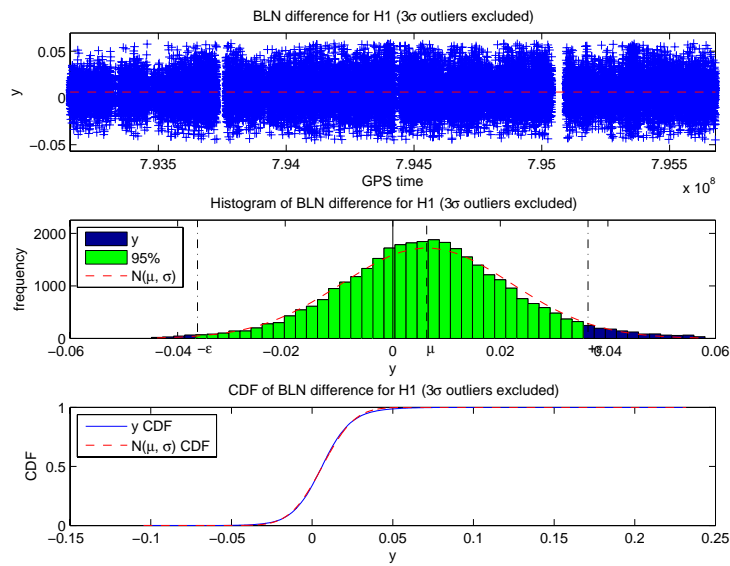 BLN difference for H1 (3σ outliers excluded)
0.05
0
−0.05
y
7.935
7.94
7.945
7.95
7.955
GPS time
x 10^8
Histogram of BLN difference for H1 (3σ outliers excluded)
2000
1000
0
frequency
y
95%
N(μ, σ)
−0.06
−0.04
−0.02
0
0.02
0.04
0.06
−ε
μ
+ε
y
CDF of BLN difference for H1 (3σ outliers excluded)
1
0.5
0
CDF
y CDF
N(μ, σ) CDF
−0.15
−0.1
−0.05
0
0.05
0.1
0.15
0.2
0.25
y